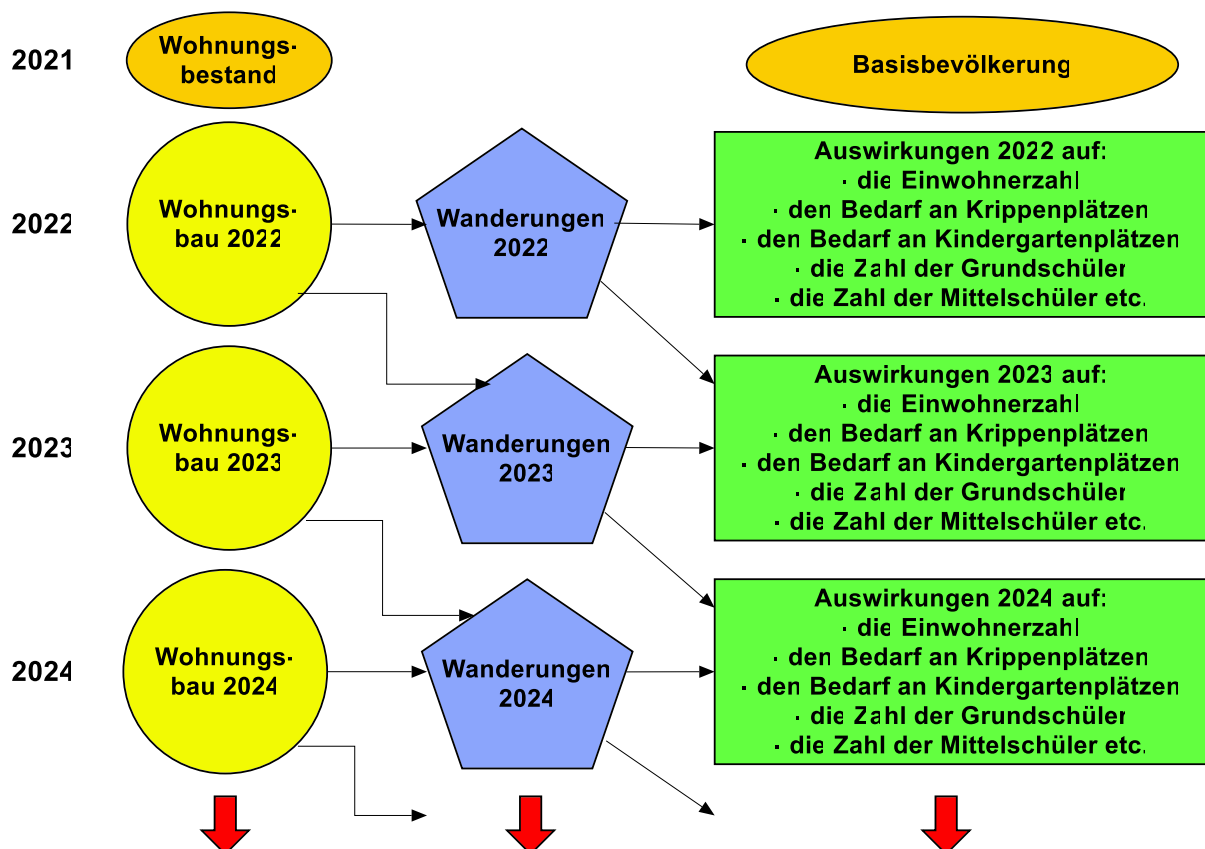 2021
Wohnungs-
bestand
Basisbevölkerung
2022
Wohnungs-
bau 2022
Wanderungen
2022
Auswirkungen 2022 auf:
· die Einwohnerzahl
· den Bedarf an Krippenplätzen
· den Bedarf an Kindergartenplätzen
· die Zahl der Grundschüler
· die Zahl der Mittelschüler etc.
2023
Wohnungs-
bau 2023
Wanderungen
2023
Auswirkungen 2023 auf:
· die Einwohnerzahl
· den Bedarf an Krippenplätzen
· den Bedarf an Kindergartenplätzen
· die Zahl der Grundschüler
· die Zahl der Mittelschüler etc.
2024
Wohnungs-
bau 2024
Wanderungen
2024
Auswirkungen 2024 auf:
· die Einwohnerzahl
· den Bedarf an Krippenplätzen
· den Bedarf an Kindergartenplätzen
· die Zahl der Grundschüler
· die Zahl der Mittelschüler etc.